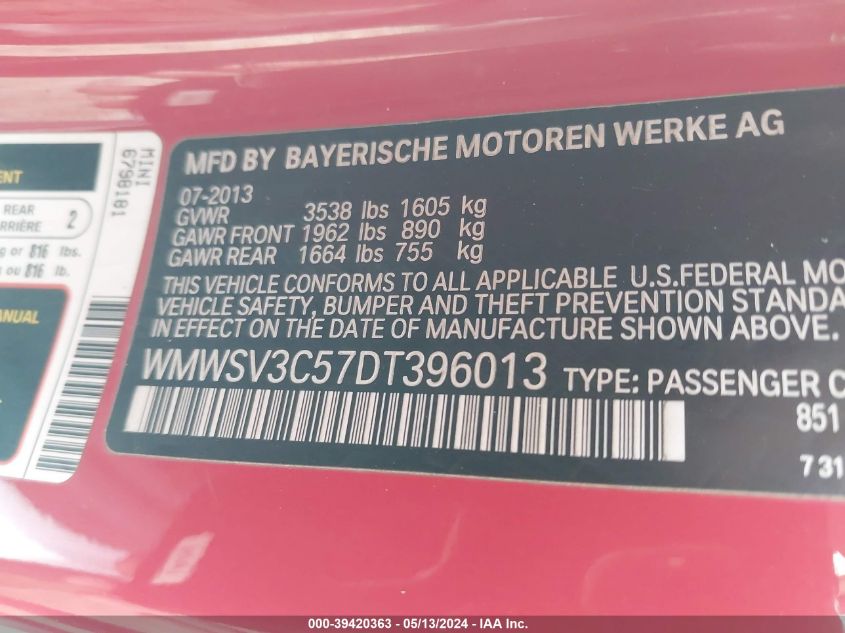 MFD BY BAYERISCHE MOTOREN WERKE AG
07-2013
GVWR 3538 lbs 1605 kg
GAWR FRONT 1962 lbs 890 kg
GAWR REAR 1664 lbs 755 kg
THIS VEHICLE CONFORMS TO ALL APPLICABLE U.S.FEDERAL MO
VEHICLE SAFETY, BUMPER AND THEFT PREVENTION STANDA
IN EFFECT ON THE DATE OF MANUFACTURE SHOWN ABOVE.
WMWSV3C57DT396013 TYPE: PASSENGER C
851
7 31
MINI
6798181
ENT
REAR 2
RRIÈRE
g or 816 lbs.
s ou 816 lb.
ANUAL
000-39420363 - 05/13/2024 - IAA Inc.